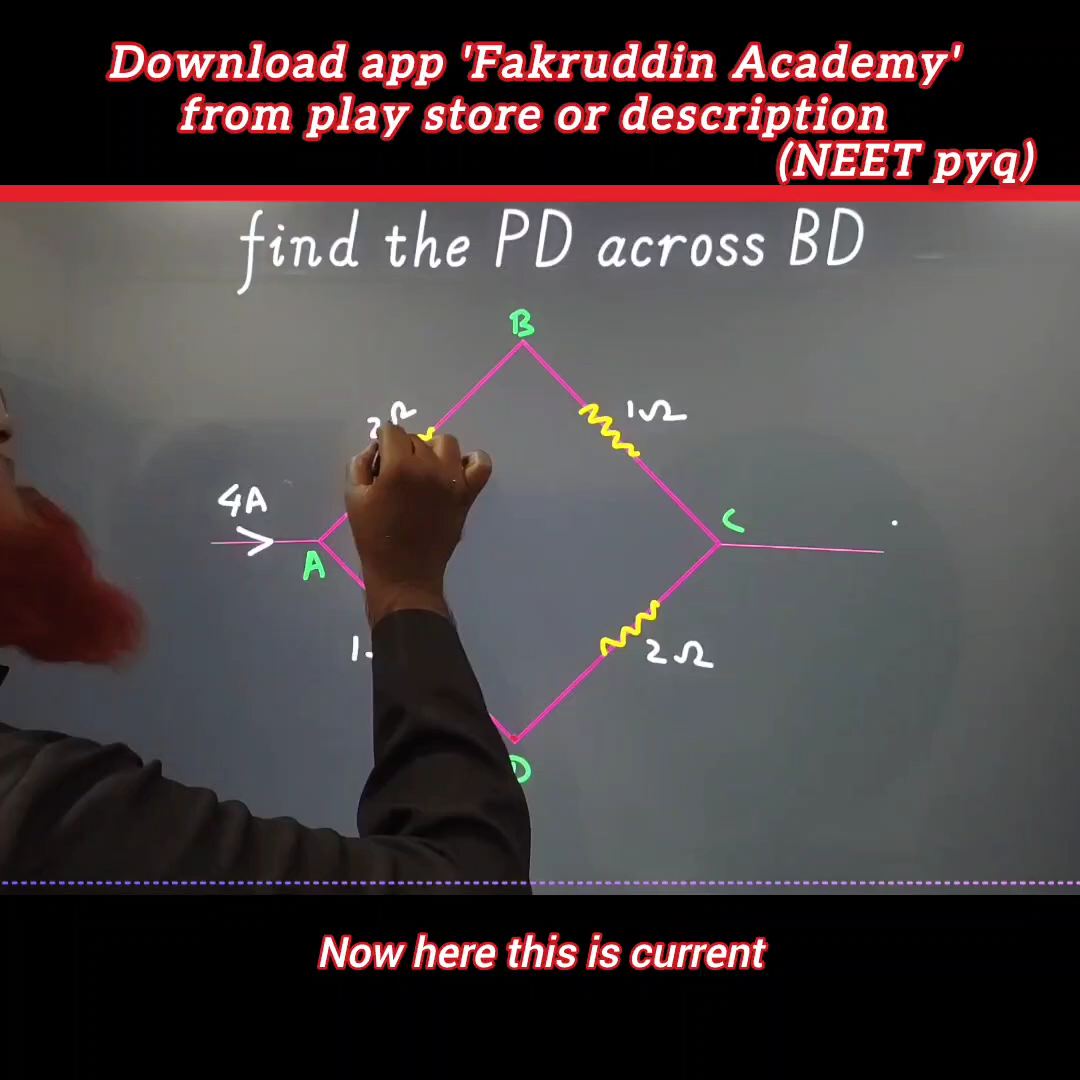 Download app 'Fakruddin Academy'
from play store or description
(NEET pyq)
find the PD across BD
B
1Ω
4A
C
A
1.
2Ω
D
Now here this is current